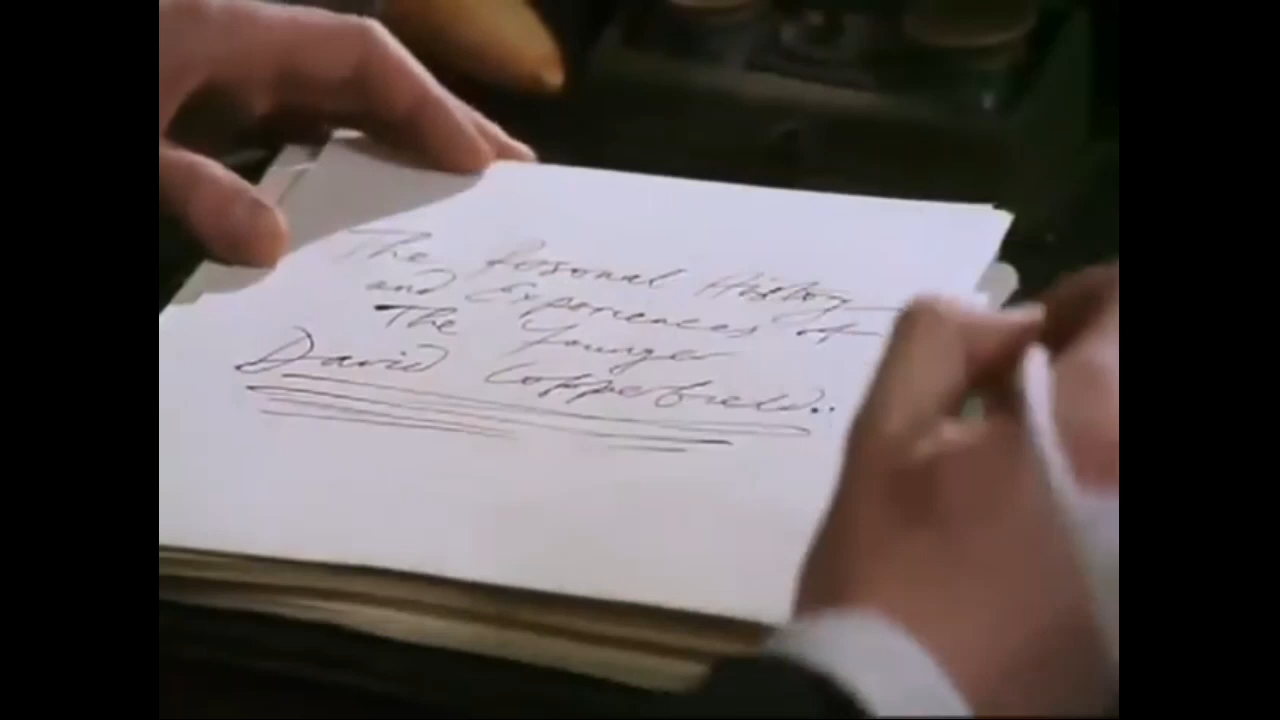 The Personal History
and Experiences of
The Younger
David Copperfield..